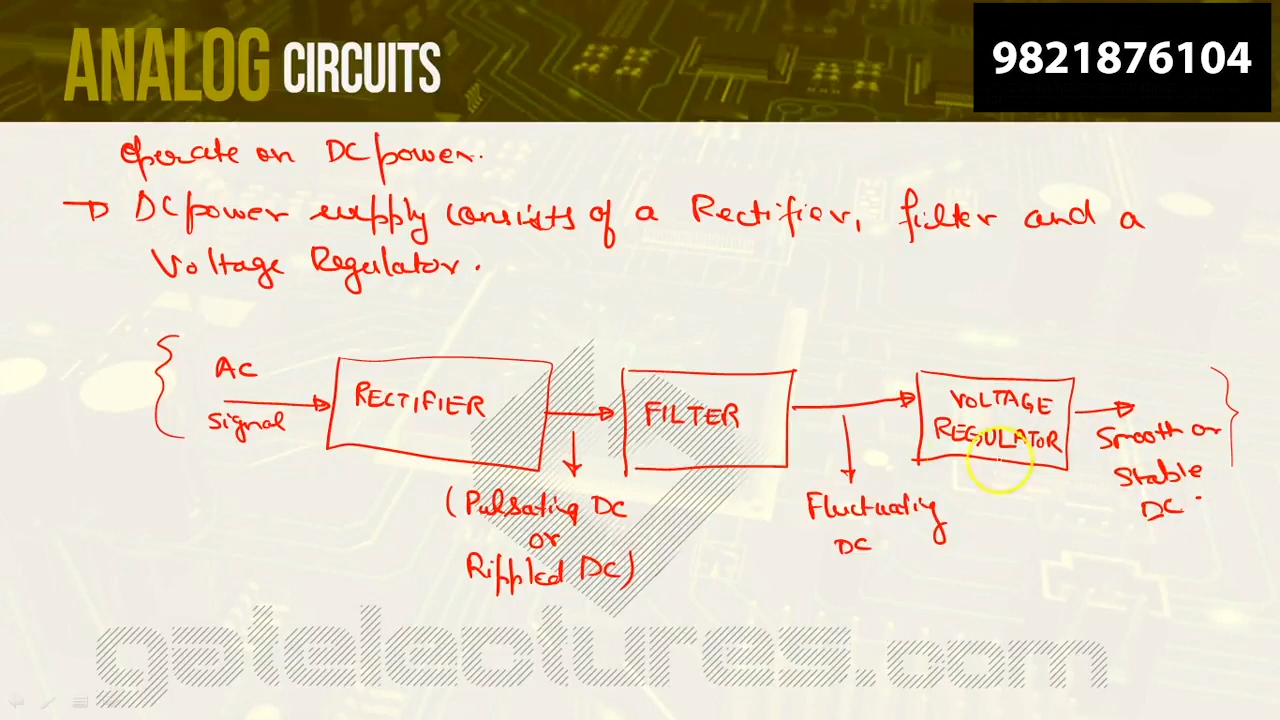 ANALOG CIRCUITS
9821876104
operate on DC power.
→ DC power supply consists of a Rectifier, filter and a
Voltage Regulator.
AC
Signal
RECTIFIER
(Pulsating DC
or
Rippled DC)
FILTER
Fluctuating
DC
VOLTAGE
REGULATOR
Smooth or
Stable
DC.
gatelectures.com